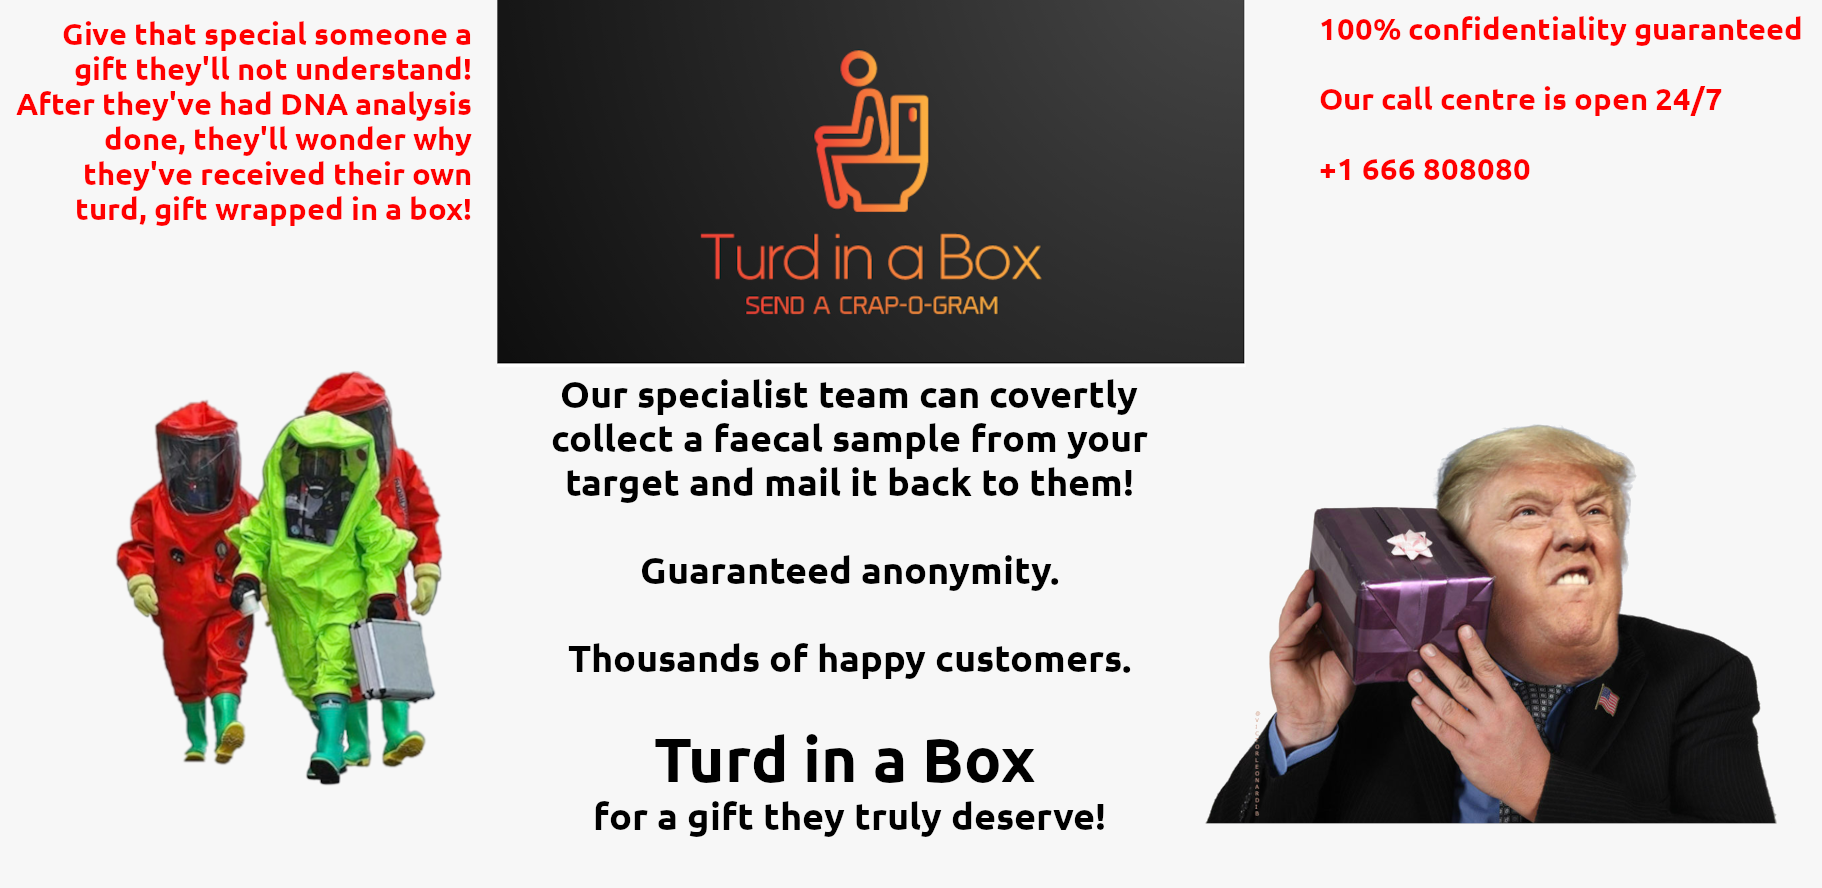 Give that special someone a
gift they'll not understand!
After they've had DNA analysis
done, they'll wonder why
they've received their own
turd, gift wrapped in a box!
Turd in a Box
SEND A CRAP-O-GRAM
100% confidentiality guaranteed
Our call centre is open 24/7
+1 666 808080
Our specialist team can covertly
collect a faecal sample from your
target and mail it back to them!
Guaranteed anonymity.
Thousands of happy customers.
Turd in a Box
for a gift they truly deserve!